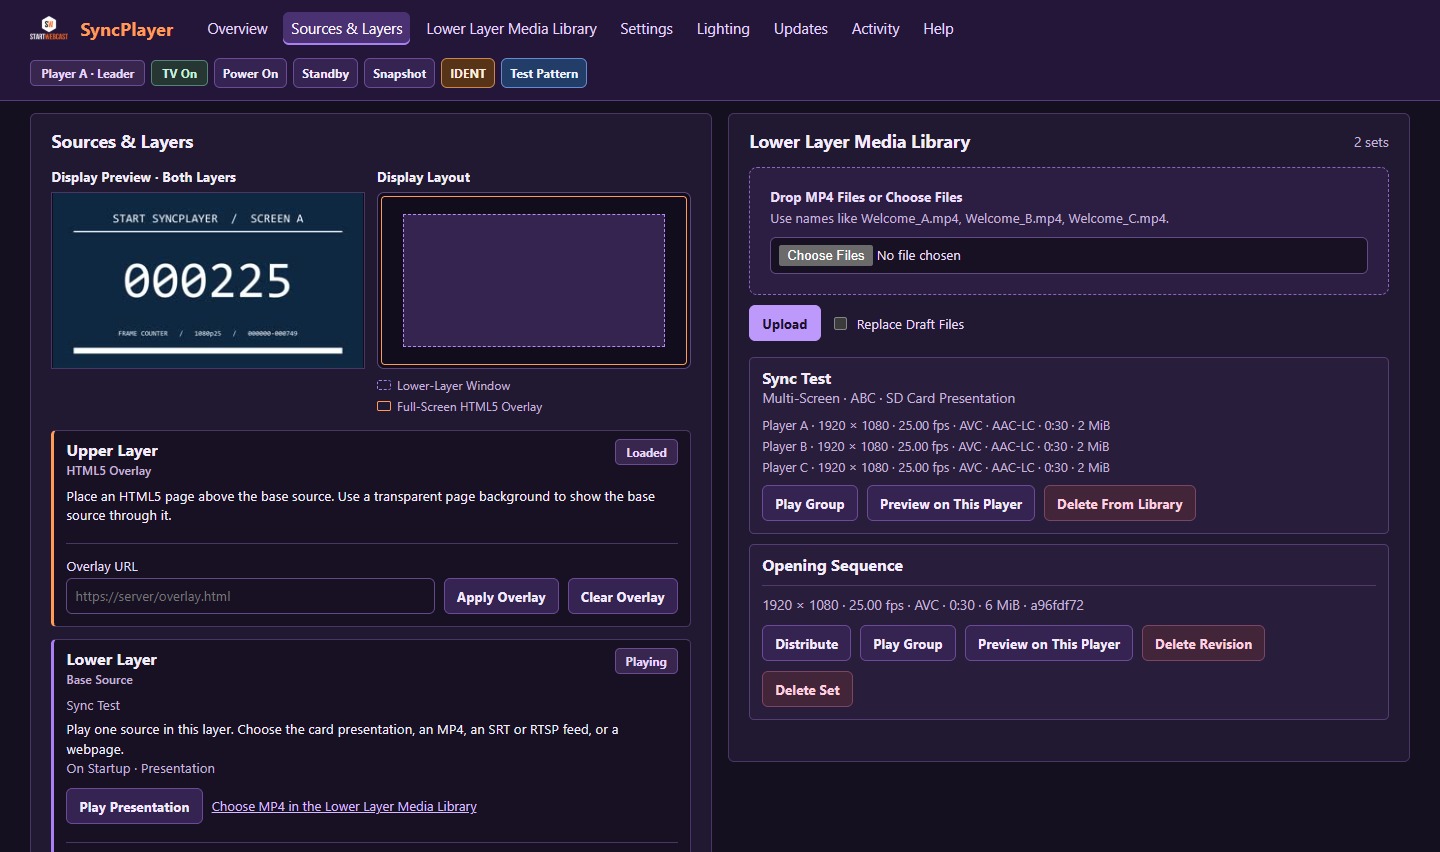 SW
STARTWEBCAST
SyncPlayer
Overview
Sources & Layers
Lower Layer Media Library
Settings
Lighting
Updates
Activity
Help
Player A · Leader
TV On
Power On
Standby
Snapshot
IDENT
Test Pattern
Sources & Layers
Display Preview · Both Layers
START SYNCPLAYER / SCREEN A
000225
FRAME COUNTER / 1080p25 / 000000-000749
Display Layout
Lower-Layer Window
Full-Screen HTML5 Overlay
Upper Layer
Loaded
HTML5 Overlay
Place an HTML5 page above the base source. Use a transparent page background to show the base
source through it.
Overlay URL
https://server/overlay.html
Apply Overlay
Clear Overlay
Lower Layer
Playing
Base Source
Sync Test
Play one source in this layer. Choose the card presentation, an MP4, an SRT or RTSP feed, or a
webpage.
On Startup · Presentation
Play Presentation
Choose MP4 in the Lower Layer Media Library
Lower Layer Media Library
2 sets
Drop MP4 Files or Choose Files
Use names like Welcome_A.mp4, Welcome_B.mp4, Welcome_C.mp4.
Choose Files No file chosen
Upload
Replace Draft Files
Sync Test
Multi-Screen · ABC · SD Card Presentation
Player A · 1920 × 1080 · 25.00 fps · AVC · AAC-LC · 0:30 · 2 MiB
Player B · 1920 × 1080 · 25.00 fps · AVC · AAC-LC · 0:30 · 2 MiB
Player C · 1920 × 1080 · 25.00 fps · AVC · AAC-LC · 0:30 · 2 MiB
Play Group
Preview on This Player
Delete From Library
Opening Sequence
1920 × 1080 · 25.00 fps · AVC · 0:30 · 6 MiB · a96fdf72
Distribute
Play Group
Preview on This Player
Delete Revision
Delete Set